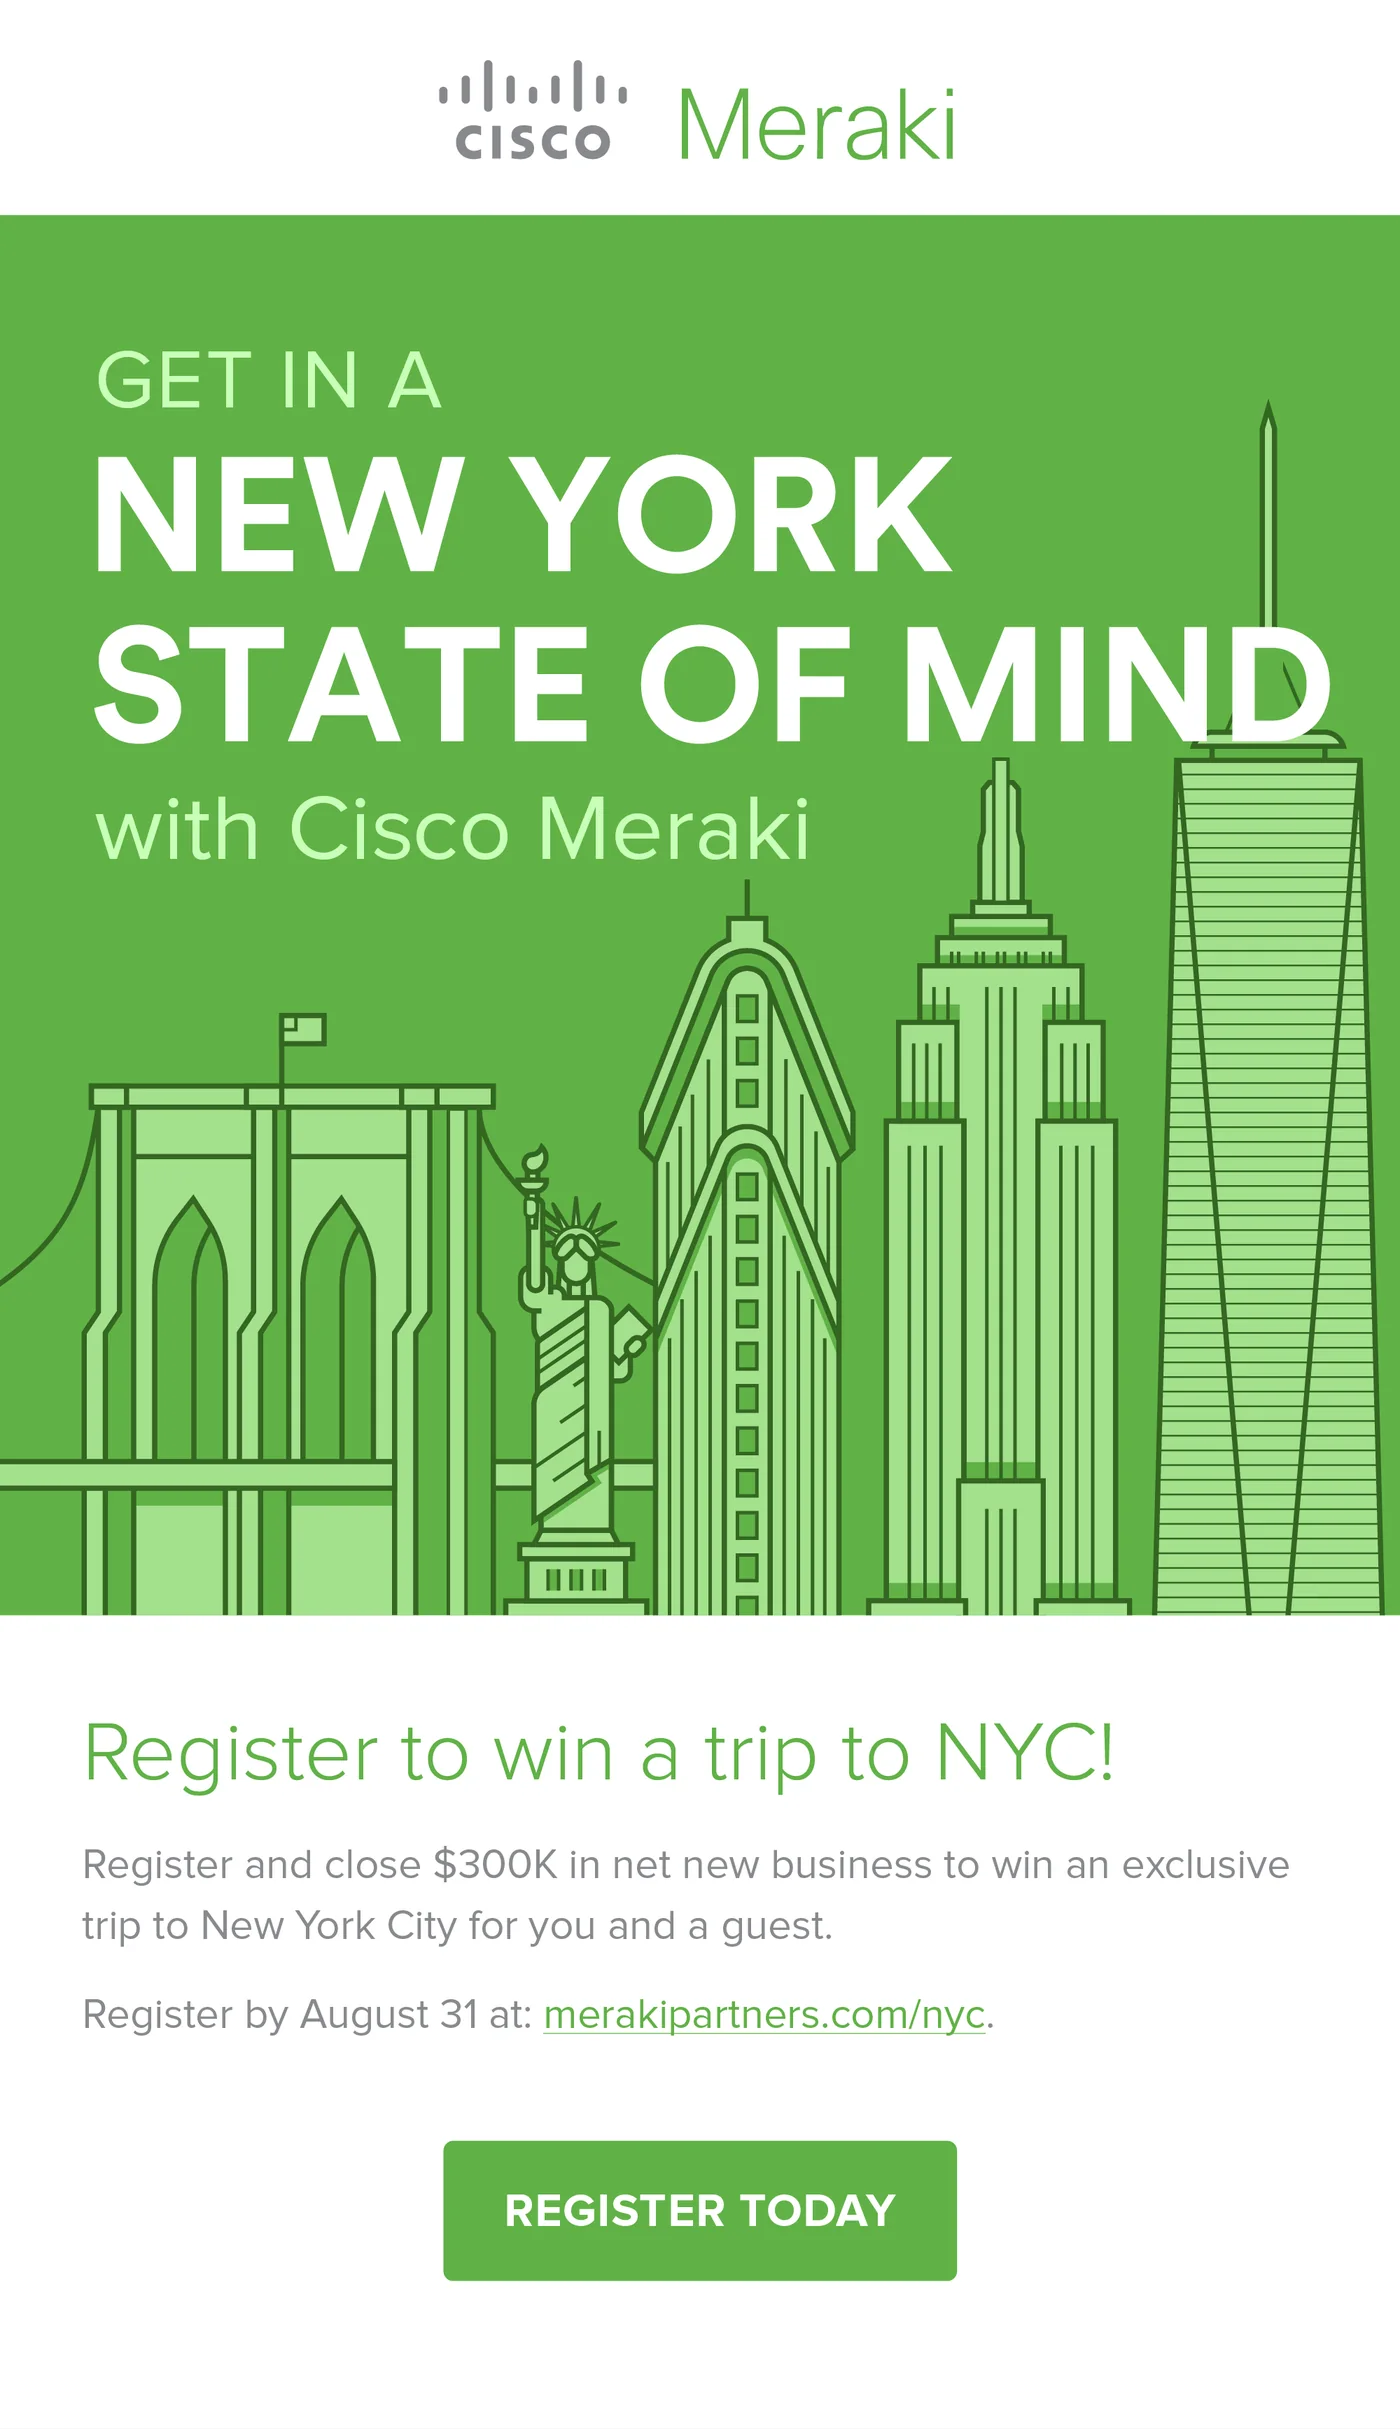 CISCO Meraki
GET IN A
NEW YORK
STATE OF MIND
with Cisco Meraki
Register to win a trip to NYC!
Register and close $300K in net new business to win an exclusive
trip to New York City for you and a guest.
Register by August 31 at: merakipartners.com/nyc.
REGISTER TODAY